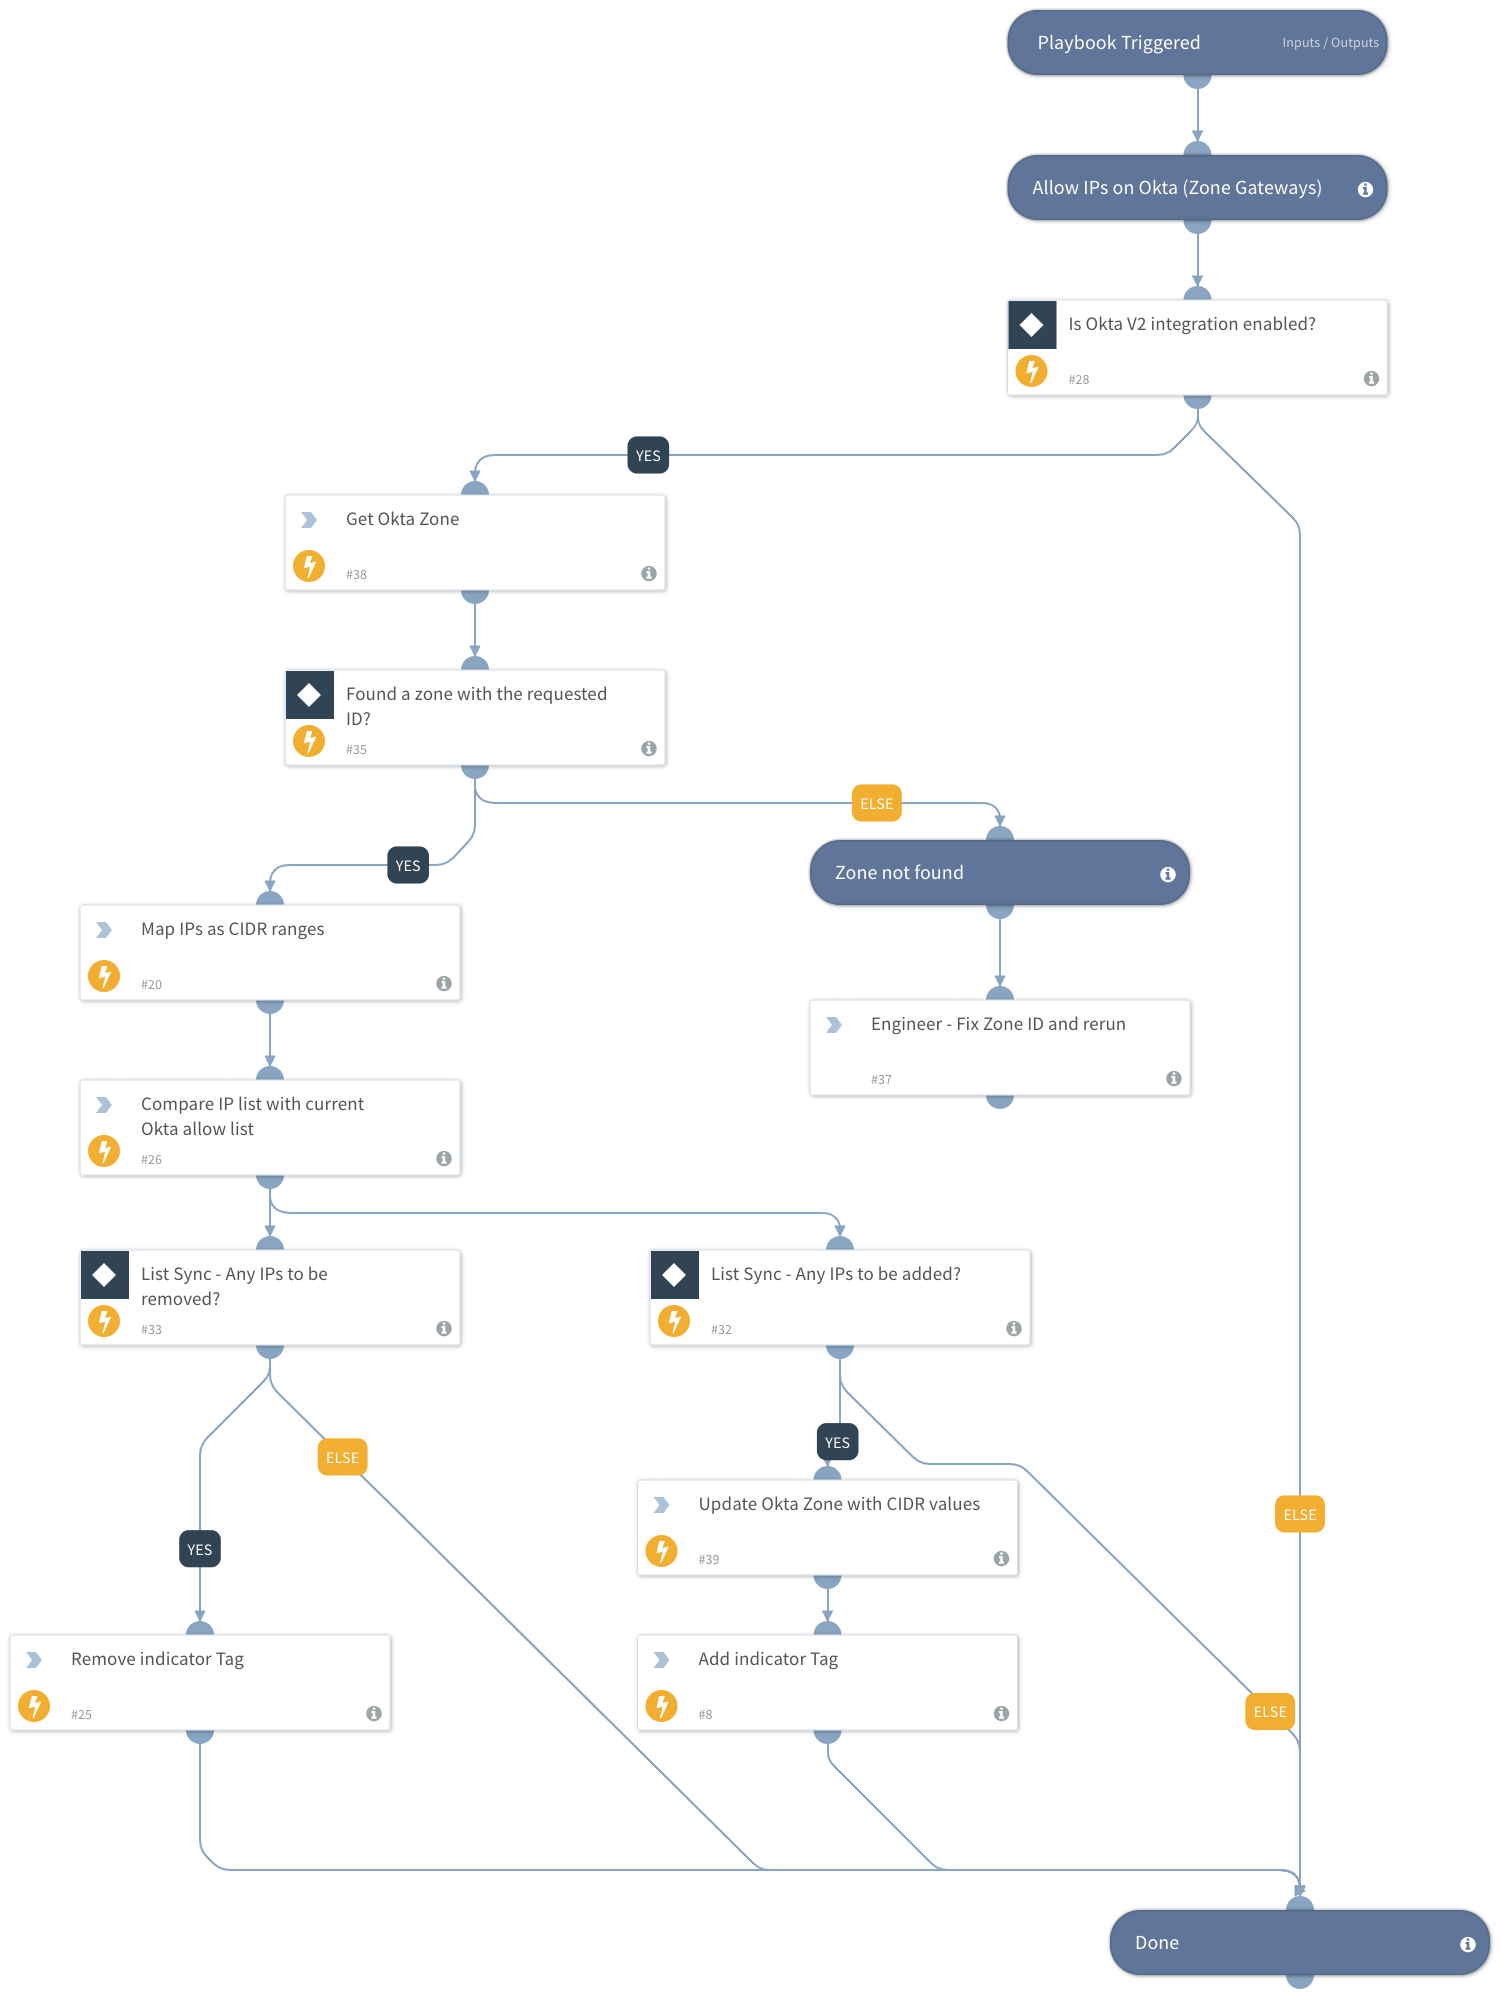 Playbook Triggered
Inputs / Outputs
Allow IPs on Okta (Zone Gateways)
Is Okta V2 integration enabled?
#28
YES
Get Okta Zone
#38
Found a zone with the requested
ID?
#35
ELSE
YES
Zone not found
Map IPs as CIDR ranges
#20
Engineer - Fix Zone ID and rerun
#37
Compare IP list with current
Okta allow list
#26
List Sync - Any IPs to be
removed?
#33
List Sync - Any IPs to be added?
#32
YES
ELSE
Update Okta Zone with CIDR values
#39
ELSE
YES
Remove indicator Tag
#25
Add indicator Tag
#8
ELSE
Done